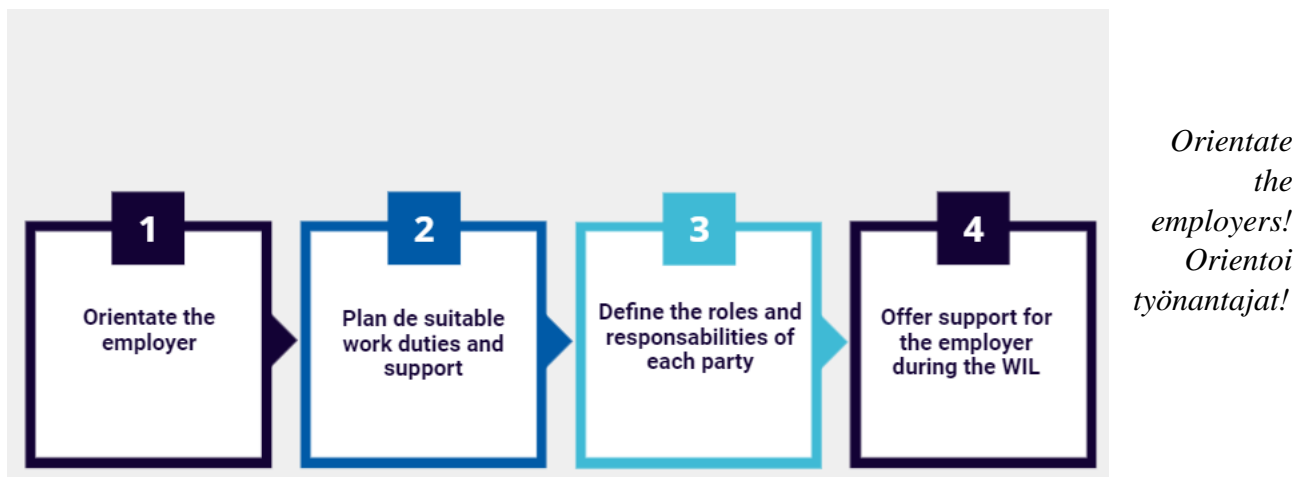 1
Orientate the
employer
2
Plan de suitable
work duties and
support
3
Define the roles and
responsabilities of
each party
4
Offer support for
the employer
during the WIL
Orientate
the
employers!
Orientoi
työnantajat!